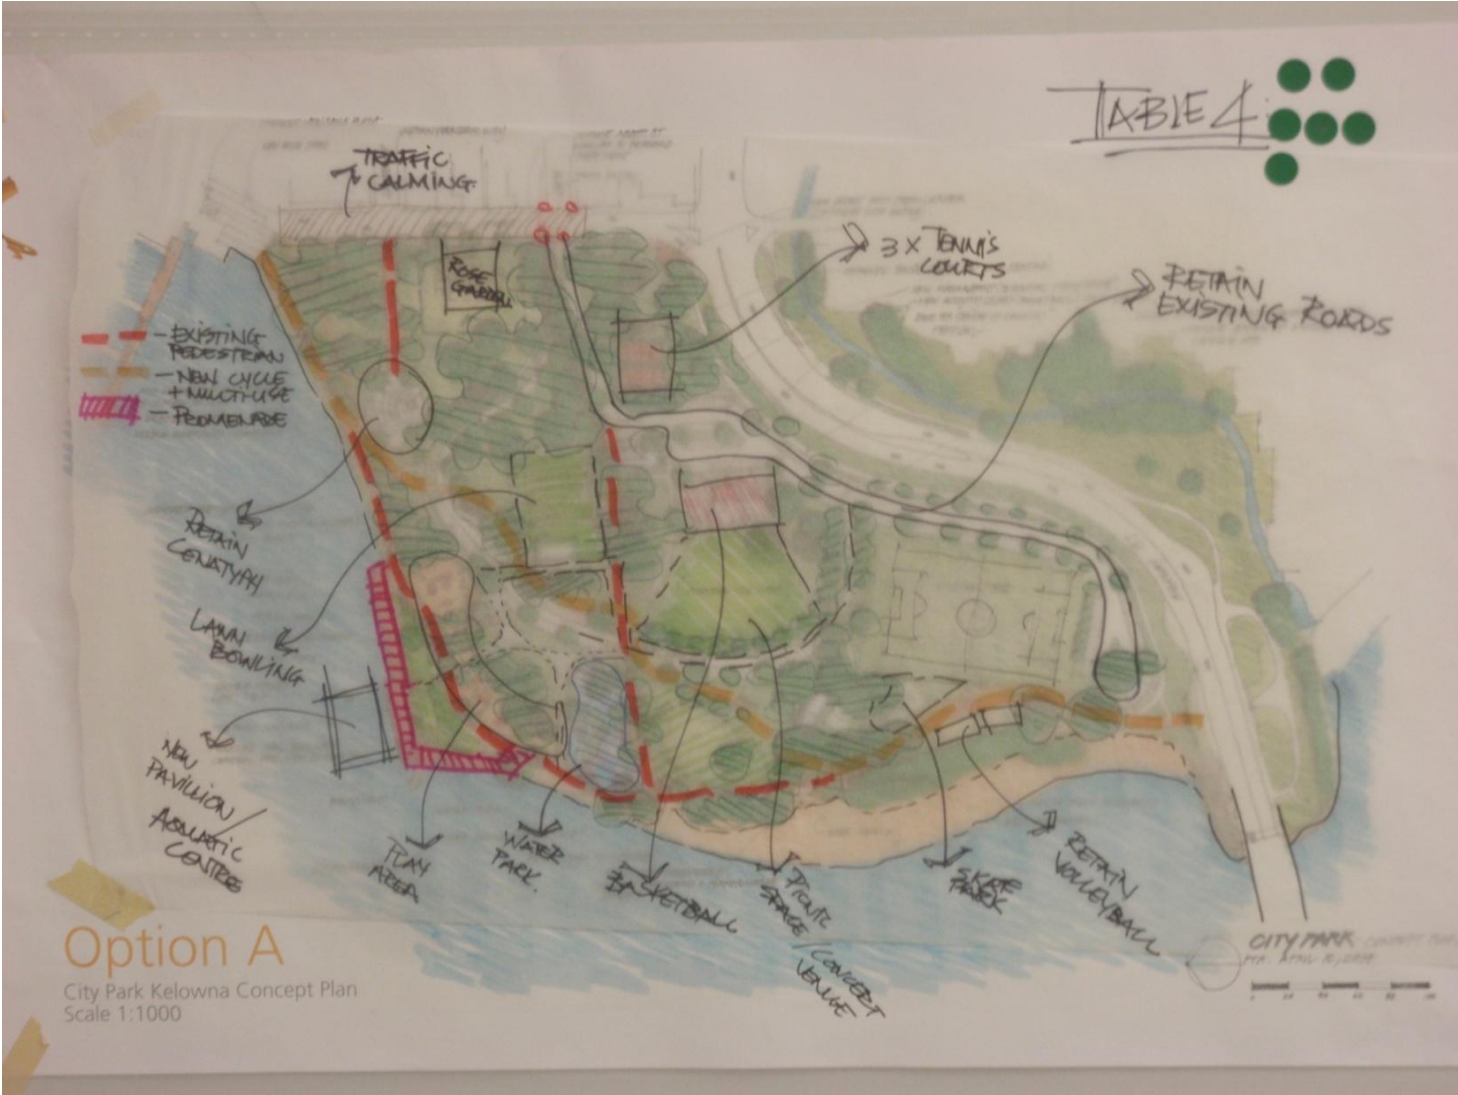 TABLE 4
TRAFFIC
CALMING
ROSE
GARDEN
3 X TENNIS
COURTS
RETAIN
EXISTING ROADS
- EXISTING
PEDESTRIAN
- NEW CYCLE
+ MULTI-USE
- PROMENADE
RETAIN
CENATYPH
LAWN
BOWLING
NEW
PAVILLION /
AQUATIC
CENTRE
PLAY
AREA
WATER
PARK.
BASKETBALL
PICNIC
SPACE / CONCERT
VENUE
SKATE
PARK
RETAIN
VOLLEYBALL
CITY PARK
Option A
City Park Kelowna Concept Plan
Scale 1:1000